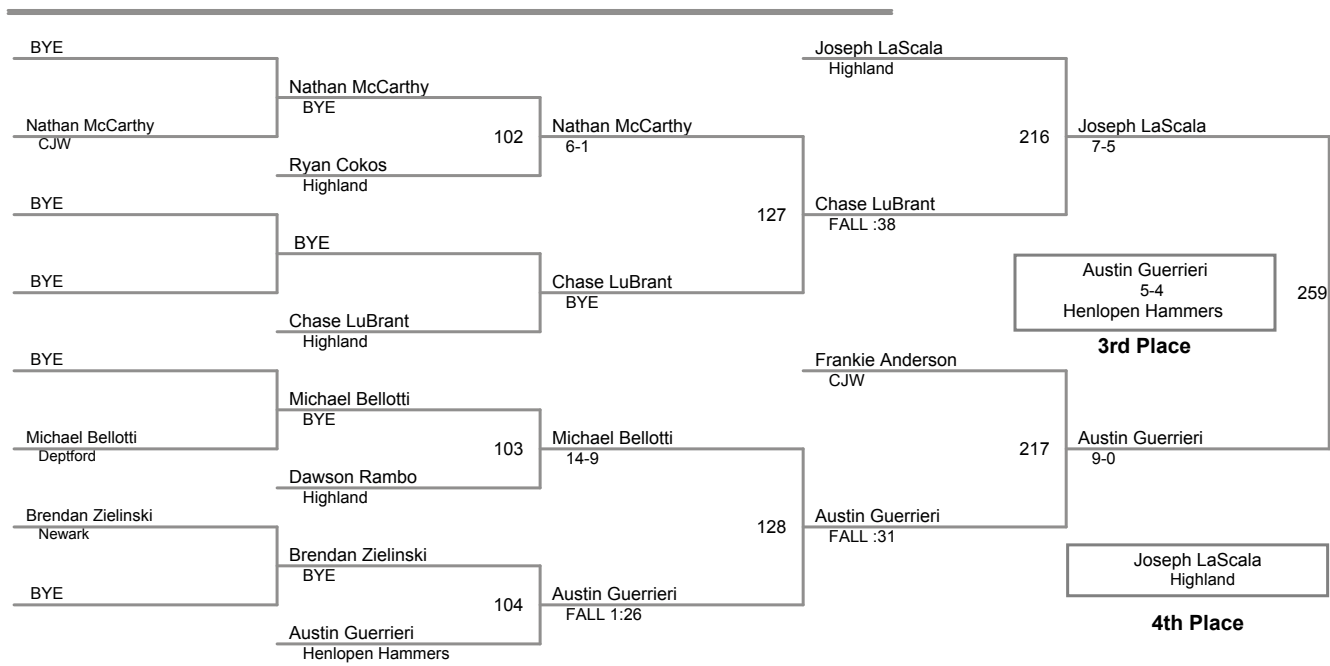 BYE
Nathan McCarthy
CJW
BYE
BYE
BYE
Michael Bellotti
Deptford
Brendan Zielinski
Newark
BYE
Nathan McCarthy
BYE
Ryan Cokos
Highland
BYE
Chase LuBrant
Highland
Michael Bellotti
BYE
Dawson Rambo
Highland
Brendan Zielinski
BYE
Austin Guerrieri
Henlopen Hammers
102
103
104
Nathan McCarthy
6-1
Chase LuBrant
BYE
Michael Bellotti
14-9
Austin Guerrieri
FALL 1:26
127
128
Joseph LaScala
Highland
Chase LuBrant
FALL :38
Frankie Anderson
CJW
Austin Guerrieri
FALL :31
216
217
Joseph LaScala
7-5
Austin Guerrieri
9-0
259
Austin Guerrieri
5-4
Henlopen Hammers
3rd Place
Joseph LaScala
Highland
4th Place